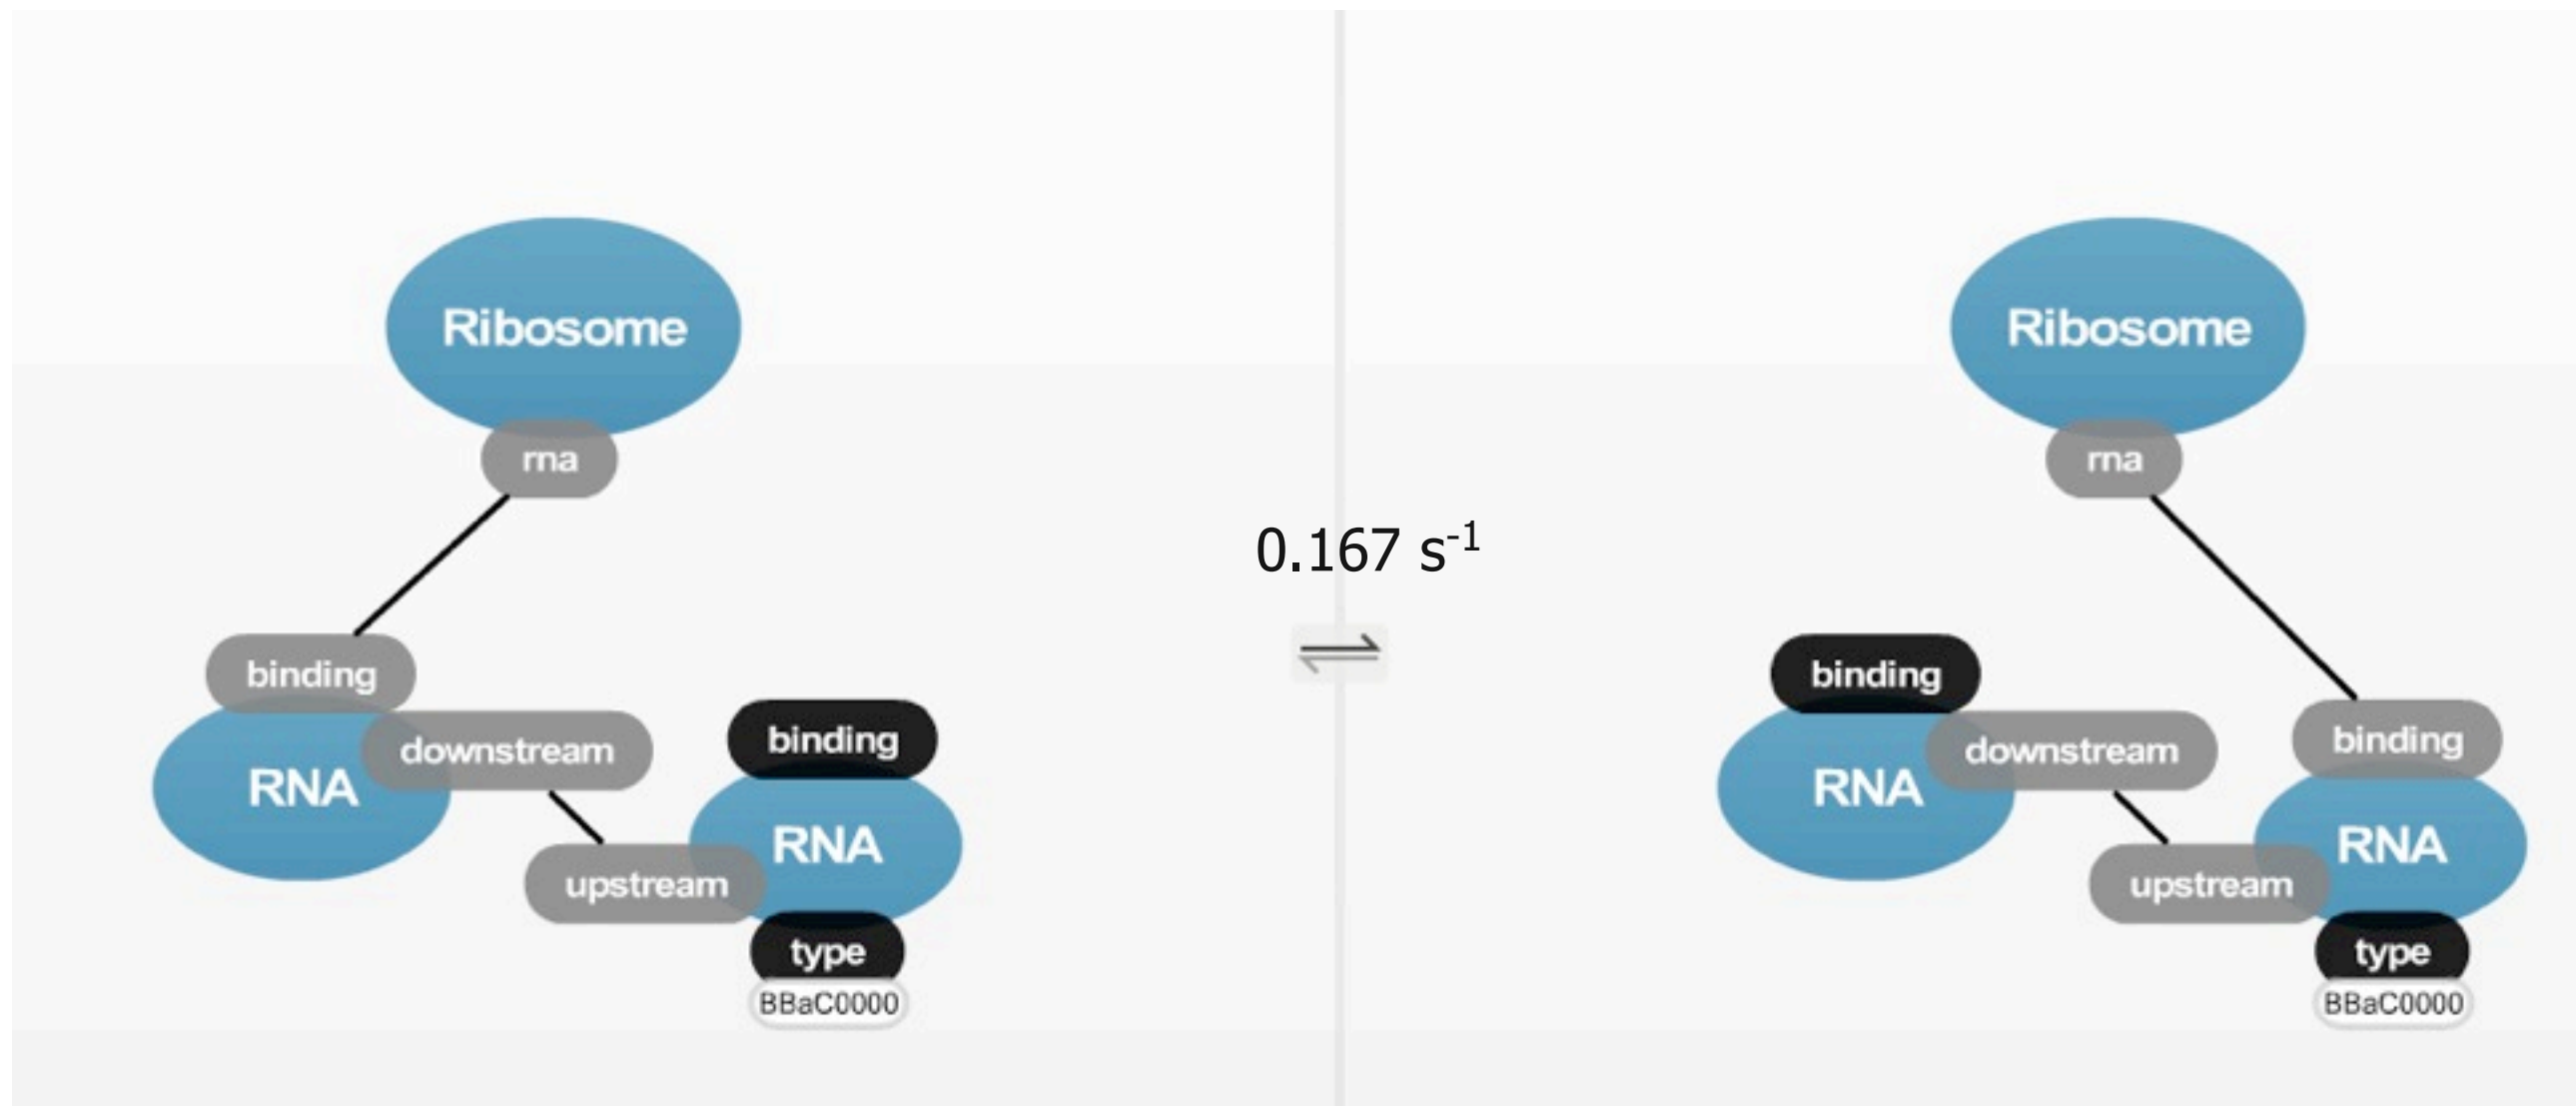 Ribosome
rna
binding
downstream
RNA
binding
RNA
upstream
type
BBaC0000
0.167 s-1
Ribosome
rna
binding
downstream
RNA
binding
RNA
upstream
type
BBaC0000